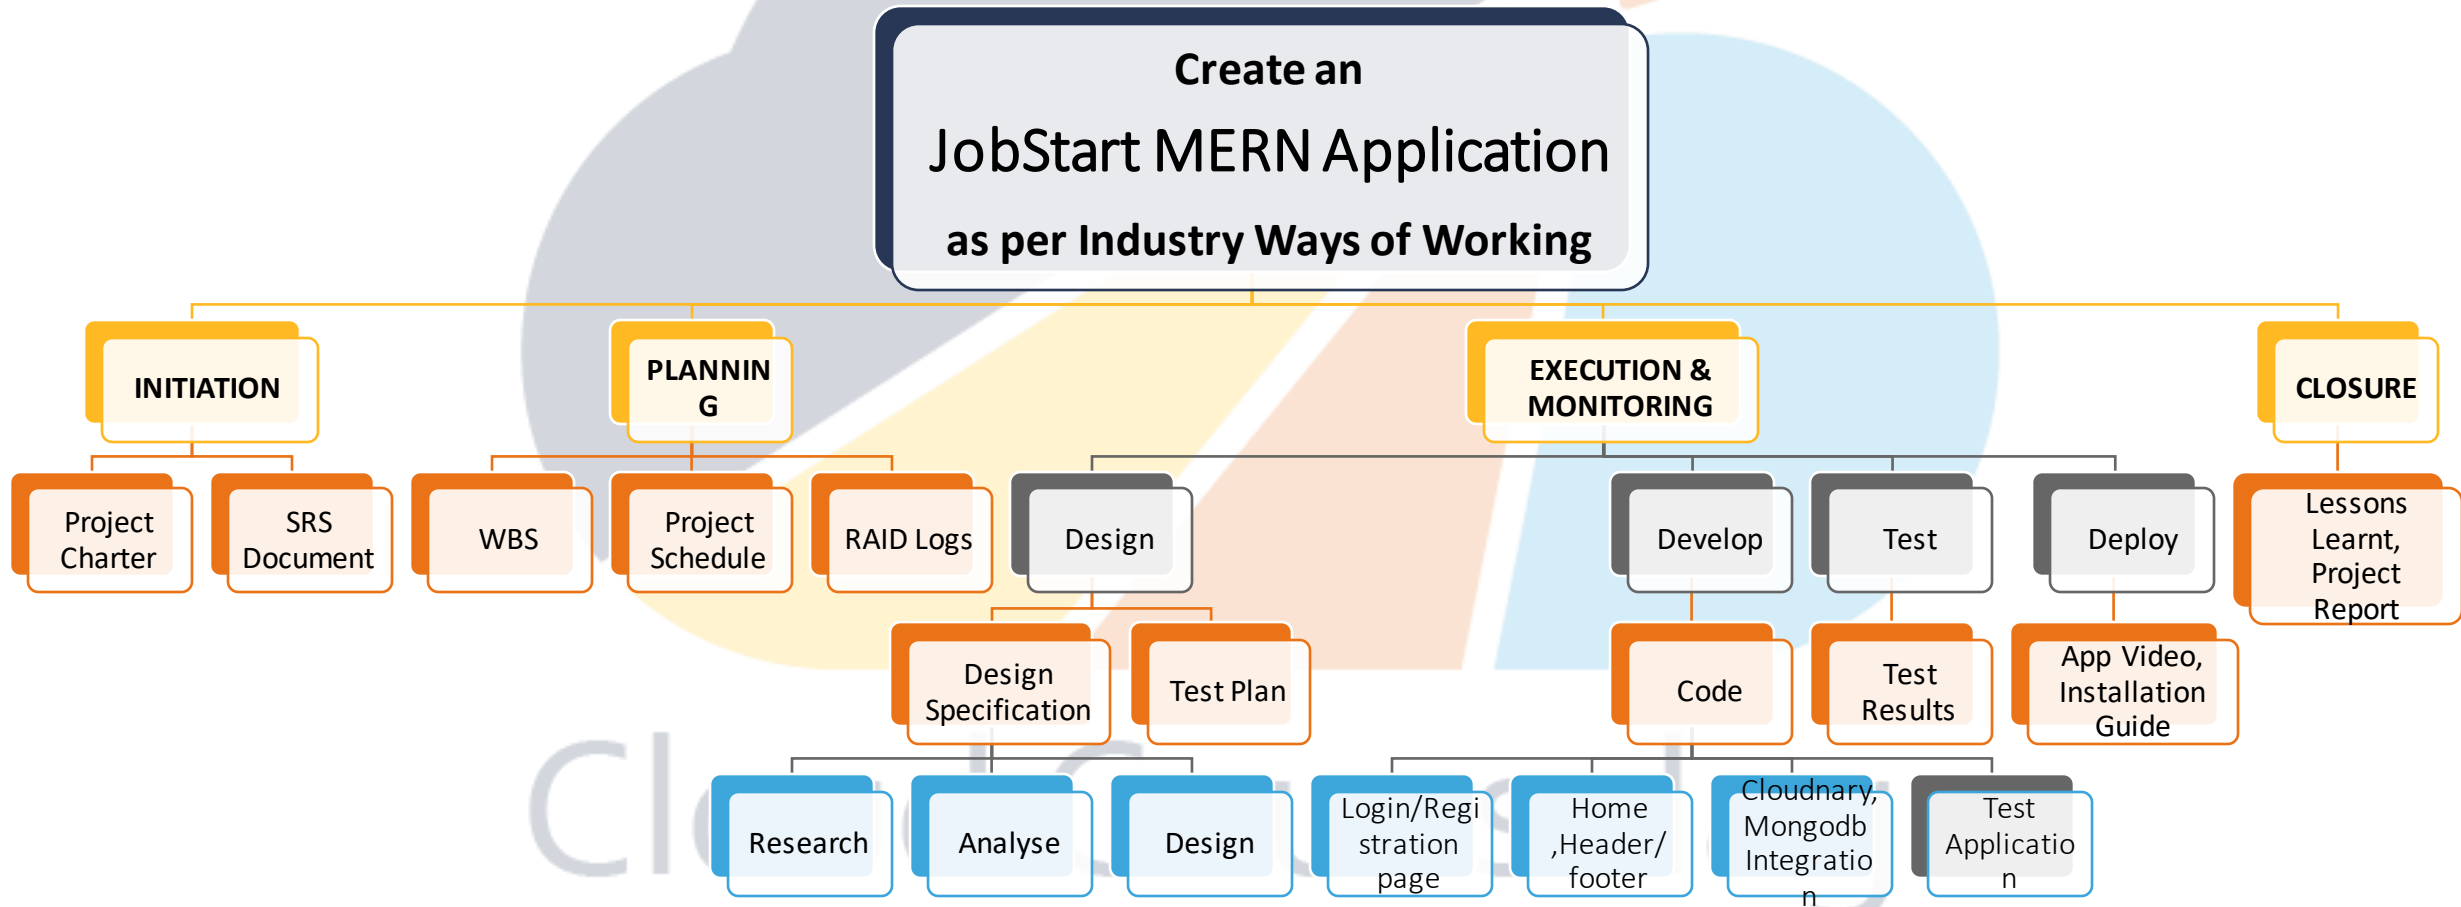 Create an
JobStart MERN Application
as per Industry Ways of Working
INITIATION
PLANNIN
G
EXECUTION &
MONITORING
CLOSURE
Project
Charter
SRS
Document
WBS
Project
Schedule
RAID Logs
Design
Develop
Test
Deploy
Lessons
Learnt,
Project
Report
Design
Specification
Test Plan
Code
Test
Results
App Video,
Installation
Guide
Research
Analyse
Design
Login/Regi
stration
page
Home
,Header/
footer
Cloudnary,
Mongodb
Integratio
n
Test
Applicatio
n